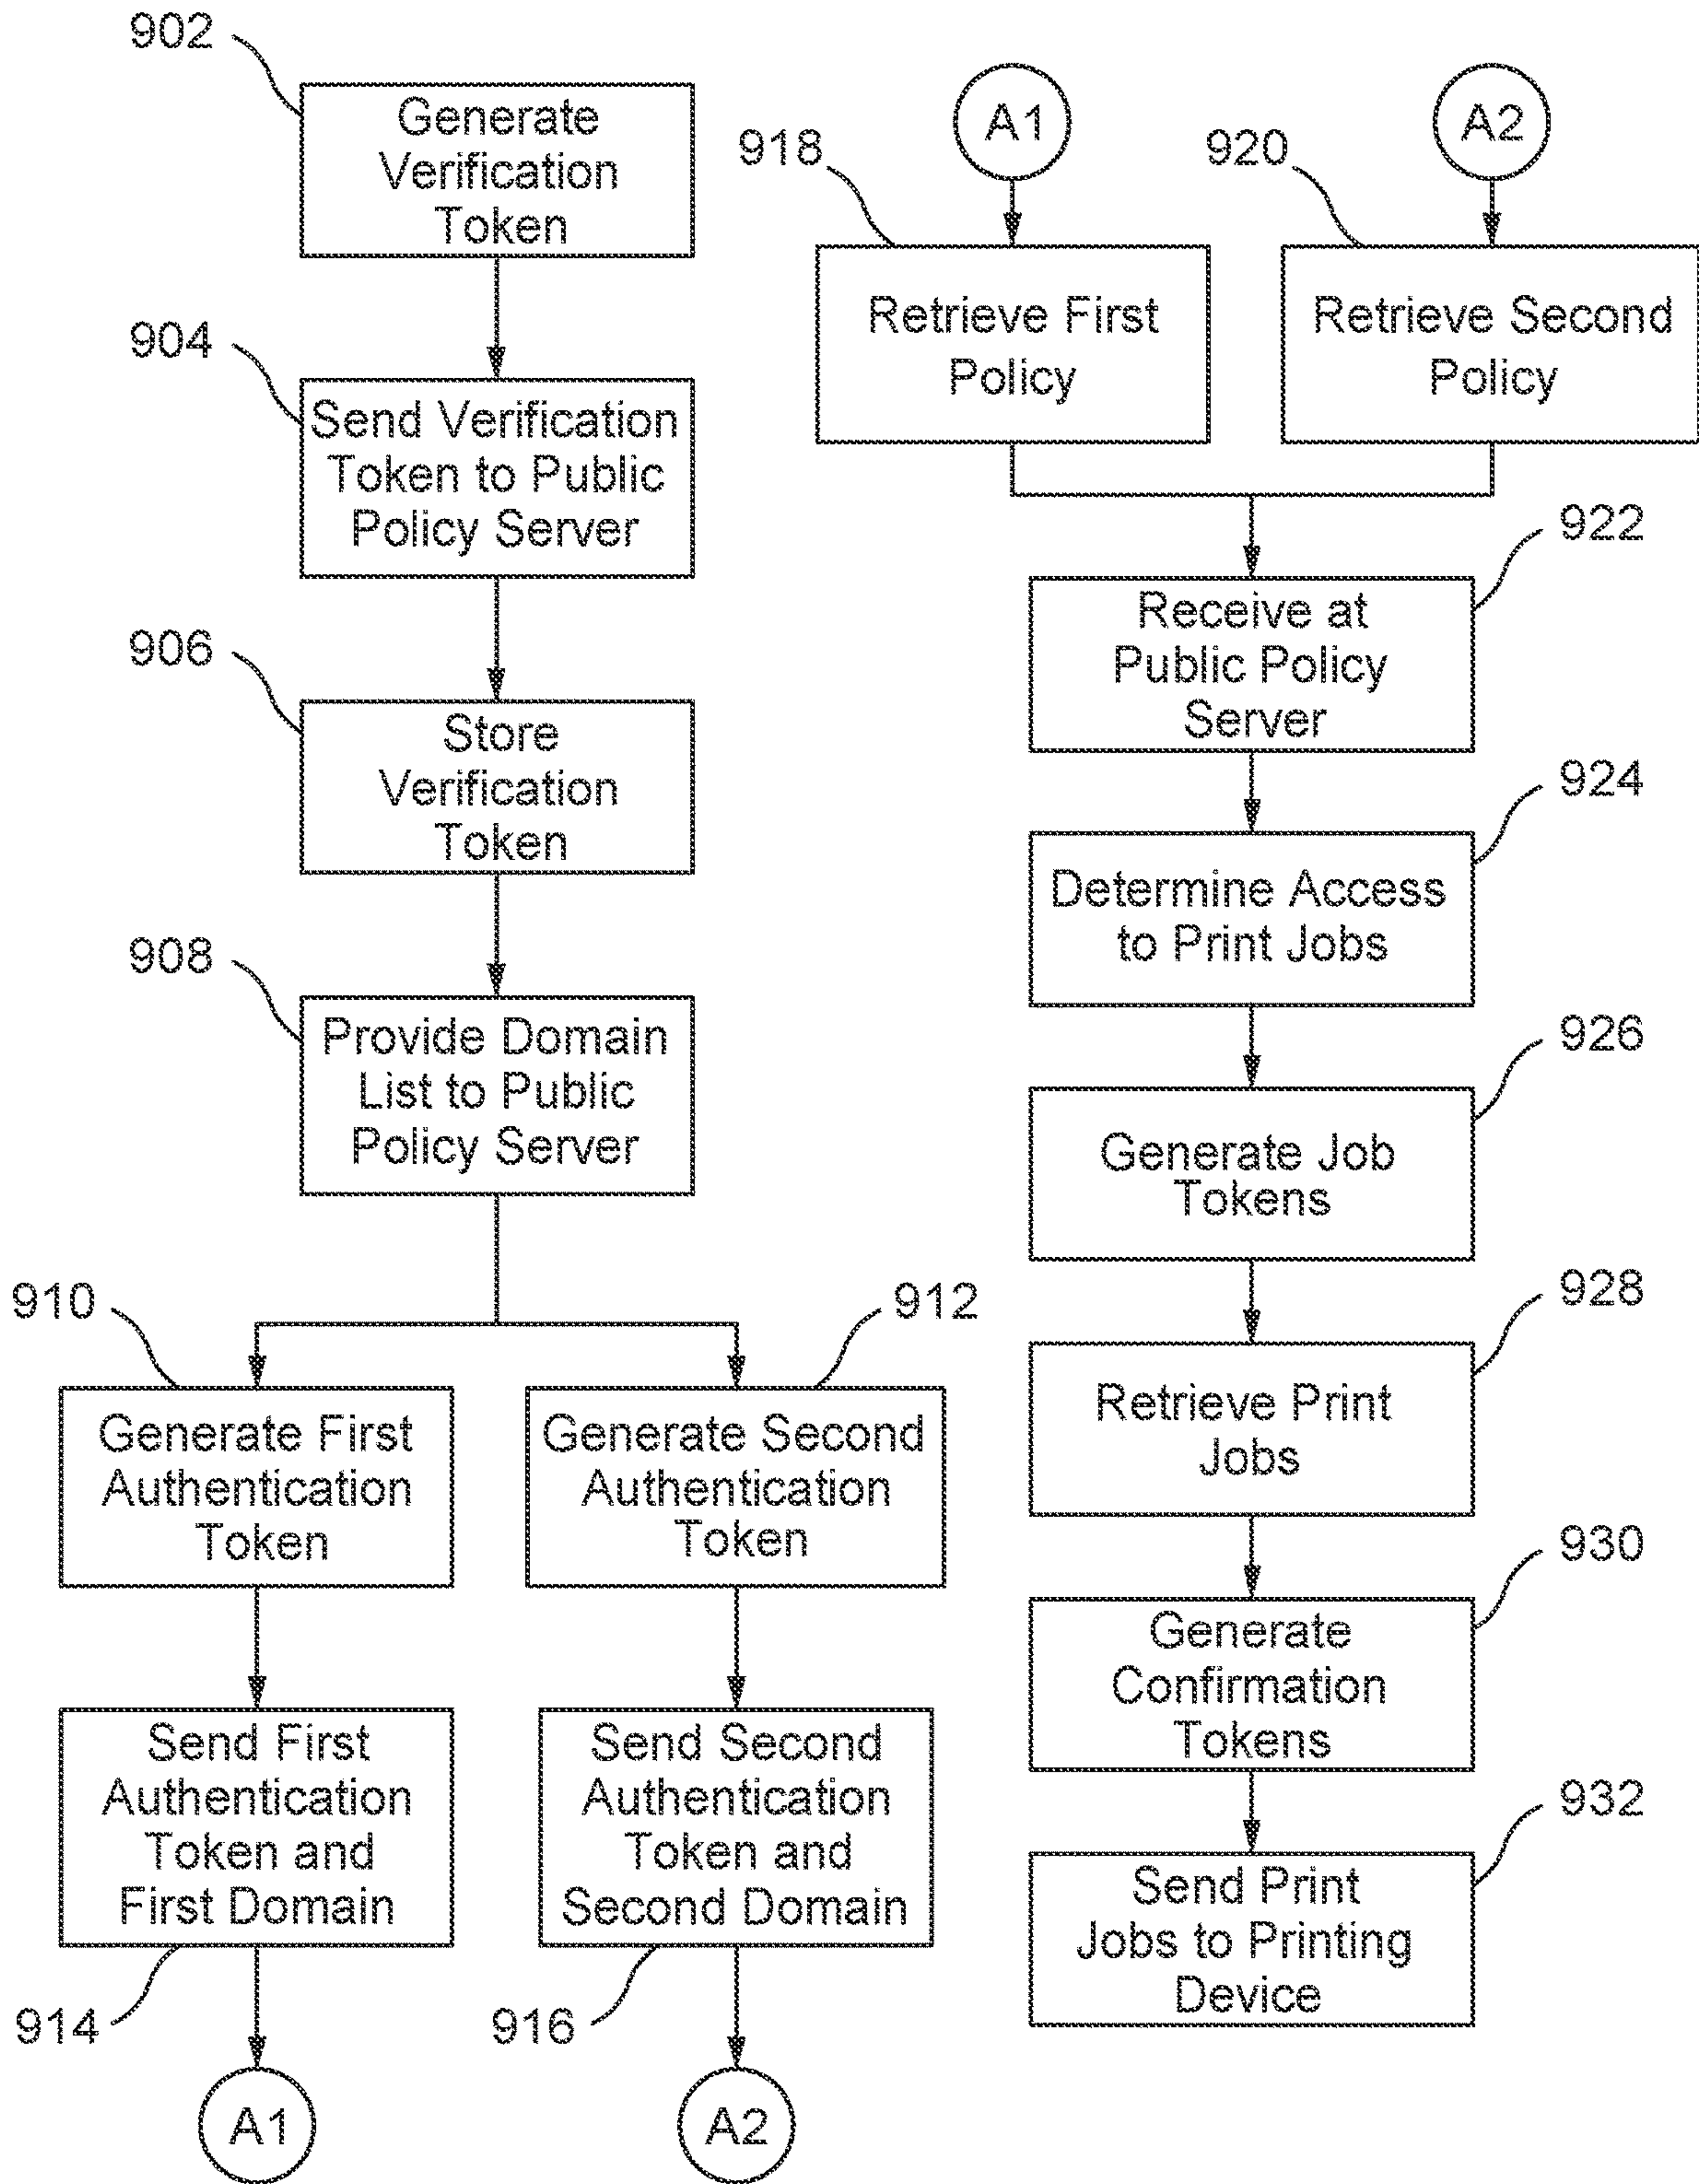 902
Generate
Verification
Token
904
Send Verification
Token to Public
Policy Server
906
Store
Verification
Token
908
Provide Domain
List to Public
Policy Server
910
Generate First
Authentication
Token
912
Generate Second
Authentication
Token
Send First
Authentication
Token and
First Domain
914
Send Second
Authentication
Token and
Second Domain
916
A1
A2
A1
A2
918
Retrieve First
Policy
920
Retrieve Second
Policy
922
Receive at
Public Policy
Server
924
Determine Access
to Print Jobs
926
Generate Job
Tokens
928
Retrieve Print
Jobs
930
Generate
Confirmation
Tokens
932
Send Print
Jobs to Printing
Device